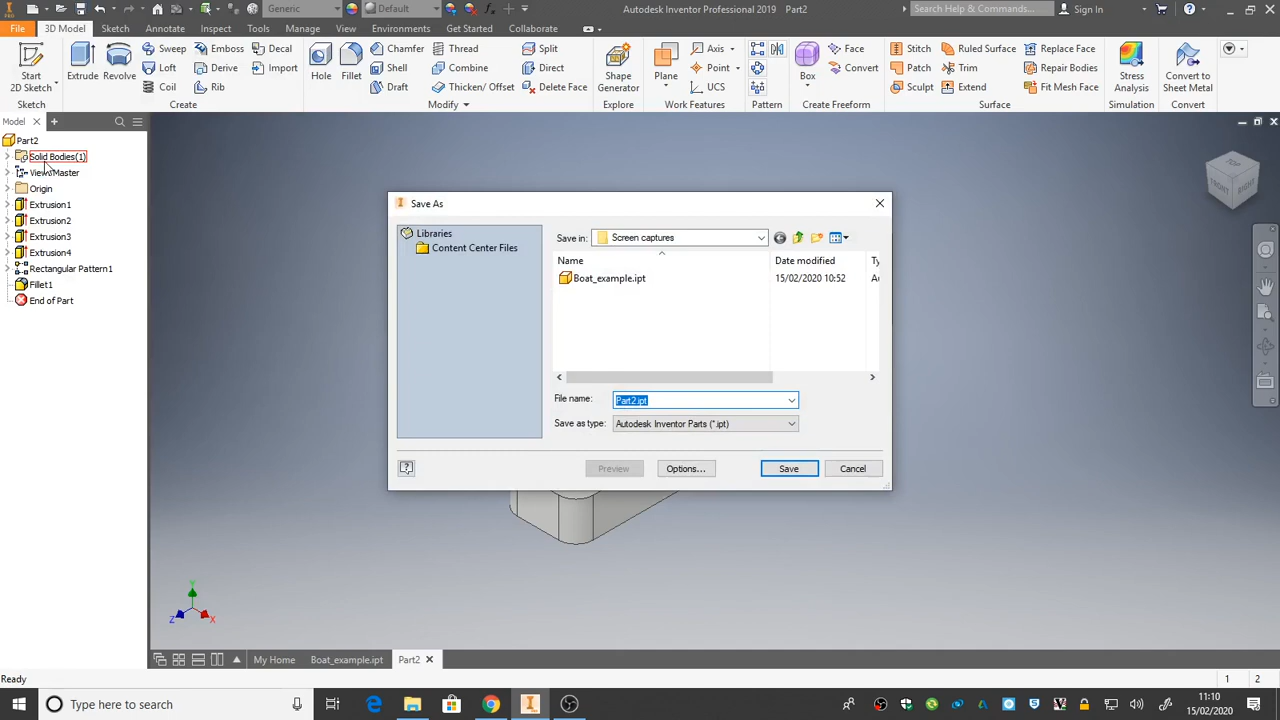 PRO
Generic
Default
Autodesk Inventor Professional 2019 Part2
Search Help & Commands...
Sign In
File 3D Model Sketch Annotate Inspect Tools Manage View Environments Get Started Collaborate
Start
2D Sketch
Sketch
Extrude
Revolve
Sweep Emboss Decal
Loft Derive Import
Coil Rib
Create
Hole
Fillet
Chamfer Thread Split
Shell Combine Direct
Draft Thicken/ Offset Delete Face
Modify
Shape
Generator
Explore
Plane
Axis
Point
UCS
Work Features
Pattern
Box
Face
Convert
Create Freeform
Stitch Ruled Surface Replace Face
Patch Trim Repair Bodies
Sculpt Extend Fit Mesh Face
Surface
Stress
Analysis
Simulation
Convert to
Sheet Metal
Convert
Model
Part2
Solid Bodies(1)
Master
Origin
Extrusion1
Extrusion2
Extrusion3
Extrusion4
Rectangular Pattern1
Fillet1
End of Part
FRONT
RIGHT
Save As
Libraries
Content Center Files
Save in: Screen captures
Name Date modified Ty
Boat_example.ipt 15/02/2020 10:52
File name: Part2.ipt
Save as type: Autodesk Inventor Parts (*.ipt)
Preview Options... Save Cancel
Y
Z
X
My Home Boat_example.ipt Part2
Ready
1 2
Type here to search
11:10
15/02/2020